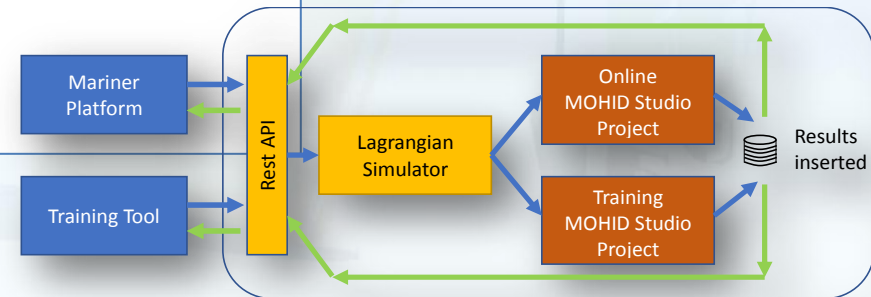 Mariner
Platform
Training Tool
Rest API
Lagrangian
Simulator
Online
MOHID Studio
Project
Training
MOHID Studio
Project
Results
inserted